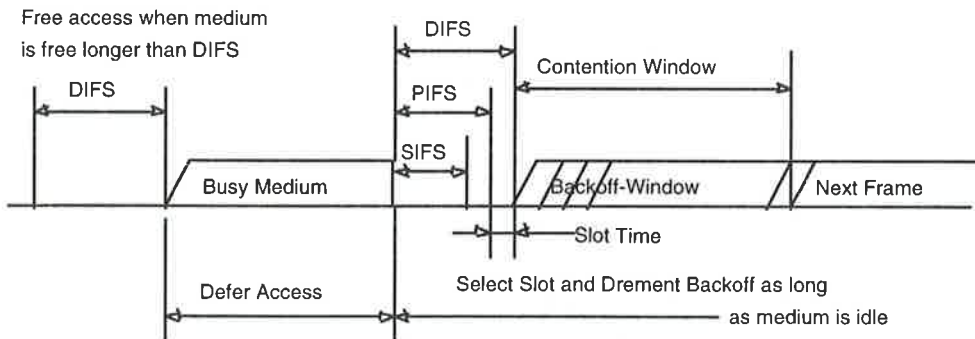 Free access when medium
is free longer than DIFS
DIFS
DIFS
Contention Window
PIFS
SIFS
Busy Medium
Backoff-Window
Next Frame
Slot Time
Defer Access
Select Slot and Drement Backoff as long
as medium is idle